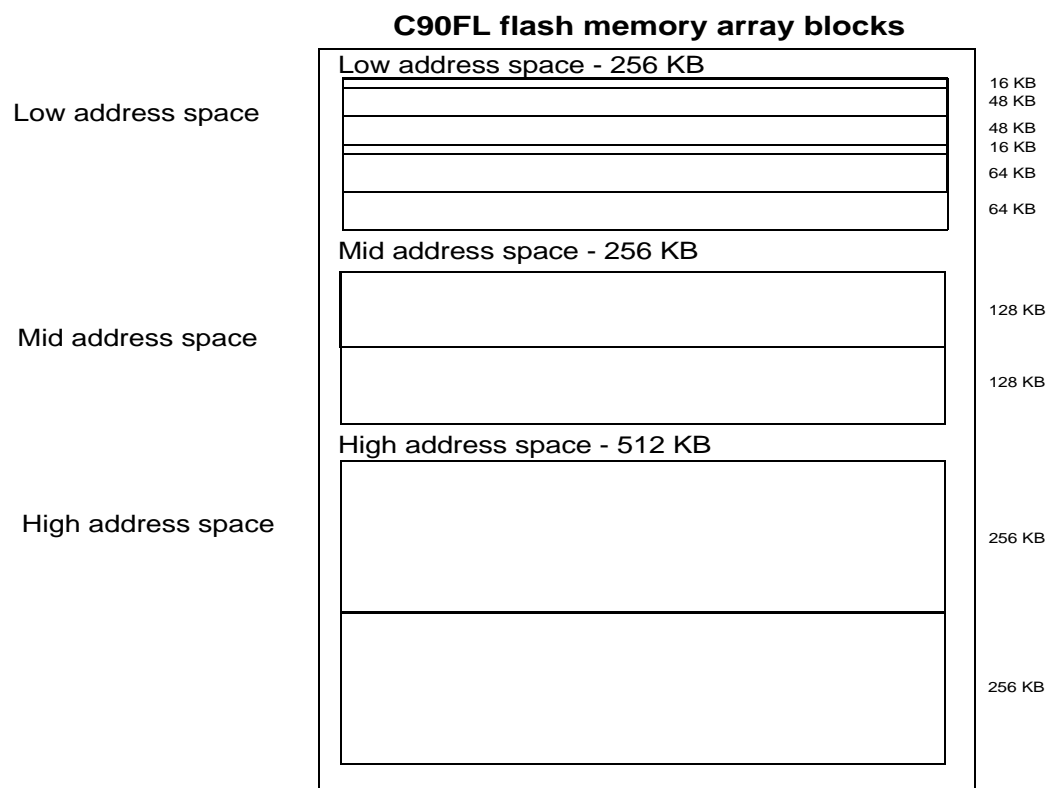 C90FL flash memory array blocks
Low address space - 256 KB
16 KB
48 KB
Low address space
48 KB
16 KB
64 KB
64 KB
Mid address space - 256 KB
128 KB
Mid address space
128 KB
High address space - 512 KB
High address space
256 KB
256 KB